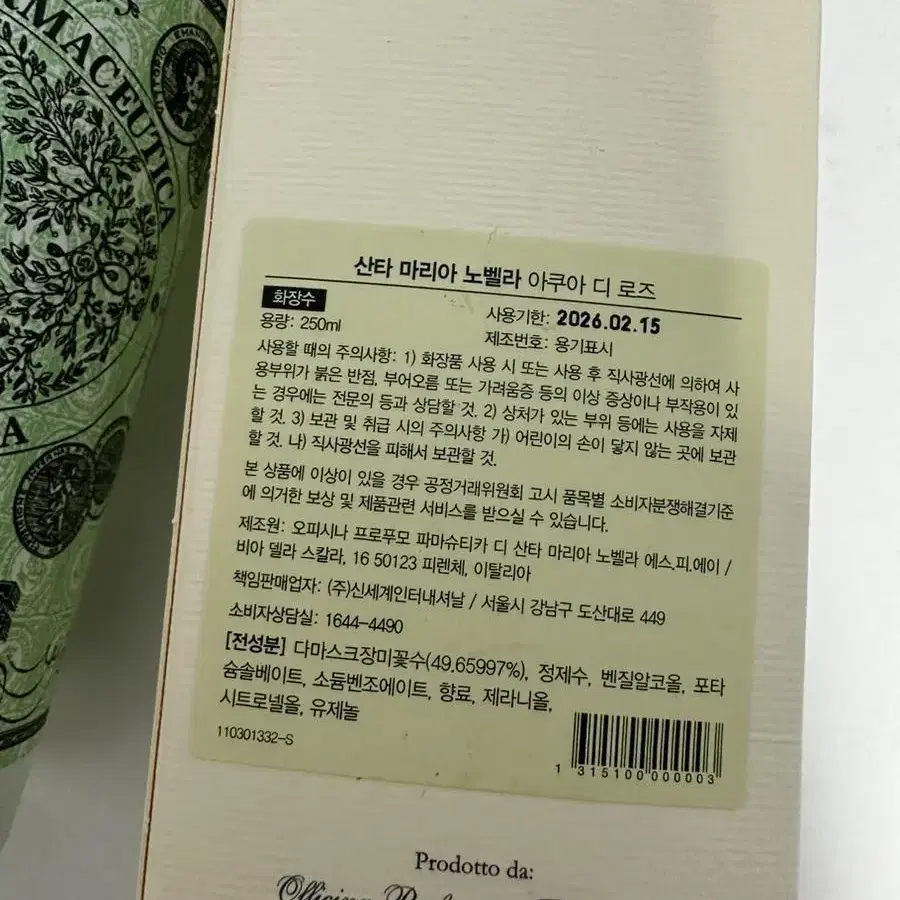 RMACEUTICA
VITTORIO EMANUELE
A
산타 마리아 노벨라 아쿠아 디 로즈
화장수
용량: 250ml
사용기한: 2026.02.15
제조번호: 용기표시
사용할 때의 주의사항: 1) 화장품 사용 시 또는 사용 후 직사광선에 의하여 사
용부위가 붉은 반점, 부어오름 또는 가려움증 등의 이상 증상이나 부작용이 있
는 경우에는 전문의 등과 상담할 것. 2) 상처가 있는 부위 등에는 사용을 자제
할 것. 3) 보관 및 취급 시의 주의사항 가) 어린이의 손이 닿지 않는 곳에 보관
할 것. 나) 직사광선을 피해서 보관할 것.
본 상품에 이상이 있을 경우 공정거래위원회 고시 품목별 소비자분쟁해결기준
에 의거한 보상 및 제품관련 서비스를 받으실 수 있습니다.
제조원: 오피시나 프로푸모 파마슈티카 디 산타 마리아 노벨라 에스.피.에이 /
비아 델라 스칼라, 16 50123 피렌체, 이탈리아
책임판매업자: (주)신세계인터내셔날 / 서울시 강남구 도산대로 449
소비자상담실: 1644-4490
[전성분] 다마스크장미꽃수(49.65997%), 정제수, 벤질알코올, 포타
슘솔베이트, 소듐벤조에이트, 향료, 제라니올,
시트로넬올, 유제놀
110301332-S
1 315100 000003
Prodotto da:
Officina